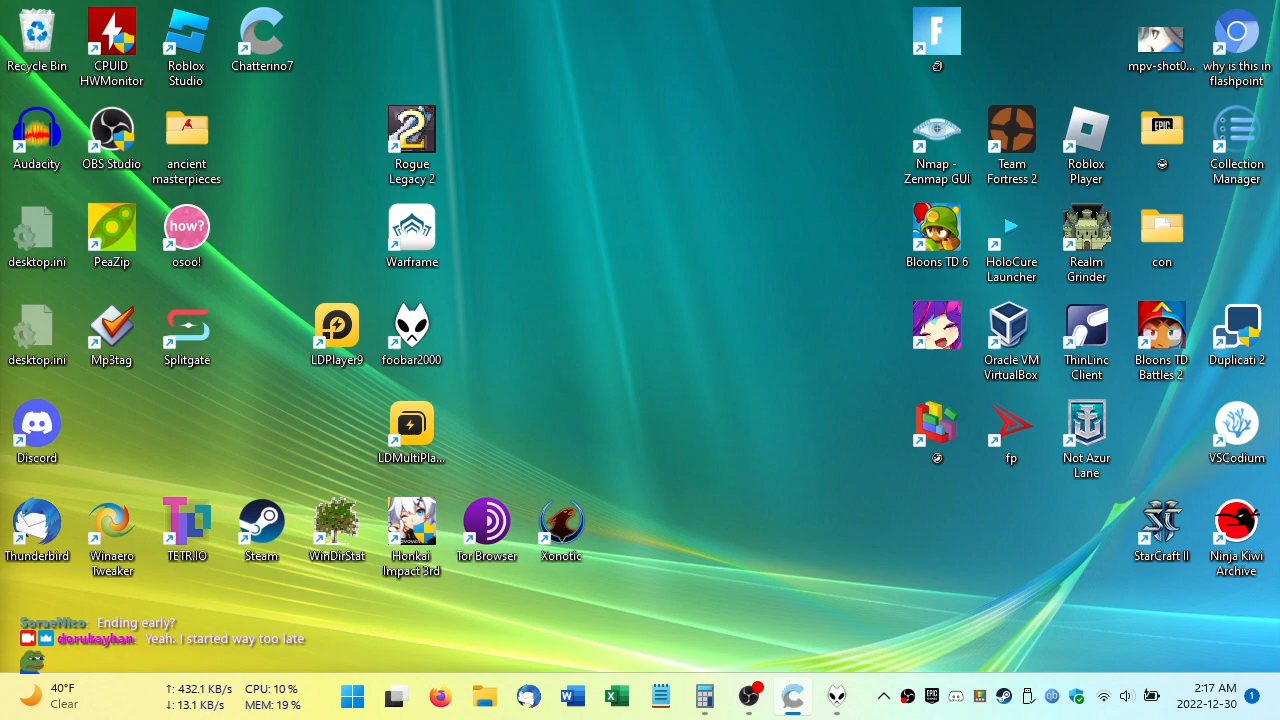 Recycle Bin
CPUID
HWMonitor
Roblox
Studio
Chatterino7
F
mpv-shot0...
why is this in
flashpoint
Audacity
OBS Studio
ancient
masterpieces
2
Rogue
Legacy 2
Nmap -
Zenmap GUI
Team
Fortress 2
Roblox
Player
EPIC
Collection
Manager
desktop.ini
PeaZip
how?
osoo!
Warframe
Bloons TD 6
HoloCure
Launcher
Realm
Grinder
con
desktop.ini
Mp3tag
Splitgate
LDPlayer9
foobar2000
Oracle VM
VirtualBox
ThinLinc
Client
Bloons TD
Battles 2
Duplicati 2
Discord
LDMultiPla...
fp
Not Azur
Lane
VSCodium
Thunderbird
Winaero
Tweaker
TETR.IO
Steam
WinDirStat
Honkai
Impact 3rd
Tor Browser
Xonotic
StarCraft II
Ninja Kiwi
Archive
SoraeNico: Ending early?
dorukayhan: Yeah. I started way too late
40°F
Clear
↑: 432.1 KB/s
↓: 13.1 KB/s
CPU: 10 %
MEM: 19 %
2:17 AM
2022-12-30
1